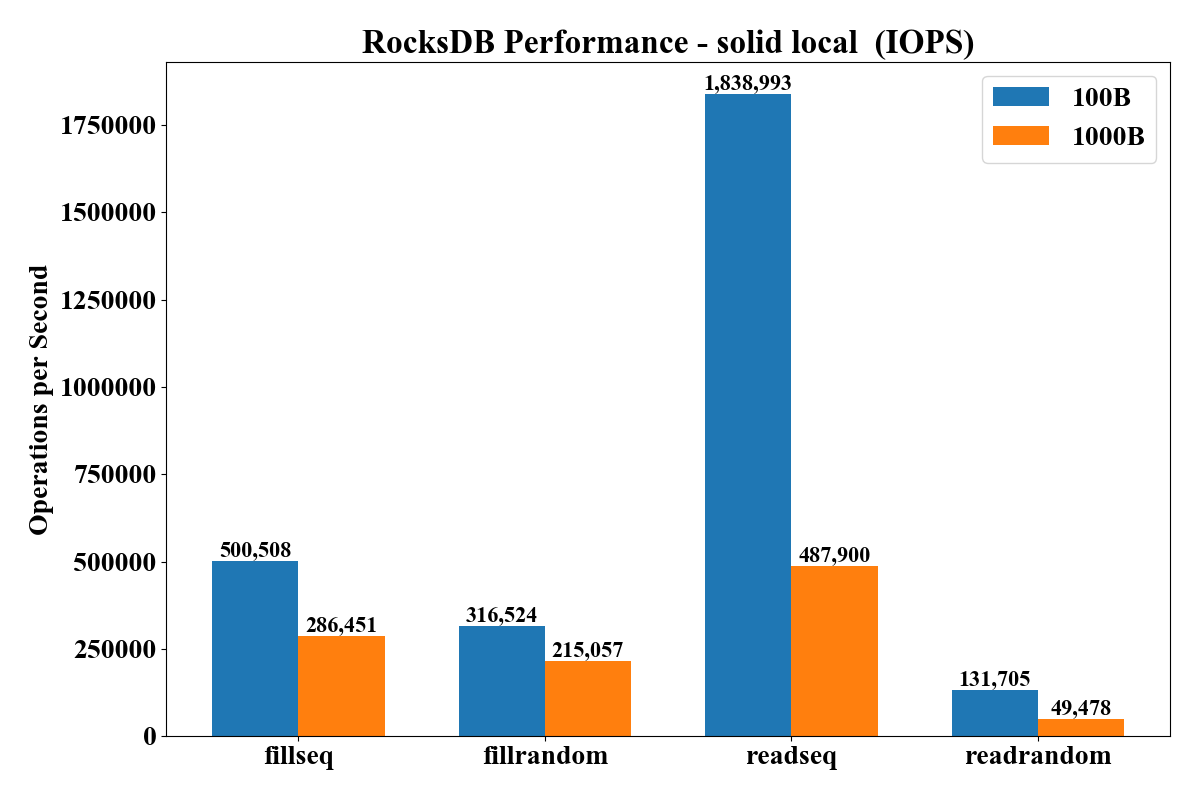 RocksDB Performance - solid local  (IOPS)
100B
1000B
Operations per Second
1750000
1500000
1250000
1000000
750000
500000
250000
0
1,838,993
500,508
286,451
316,524
215,057
487,900
131,705
49,478
fillseq
fillrandom
readseq
readrandom